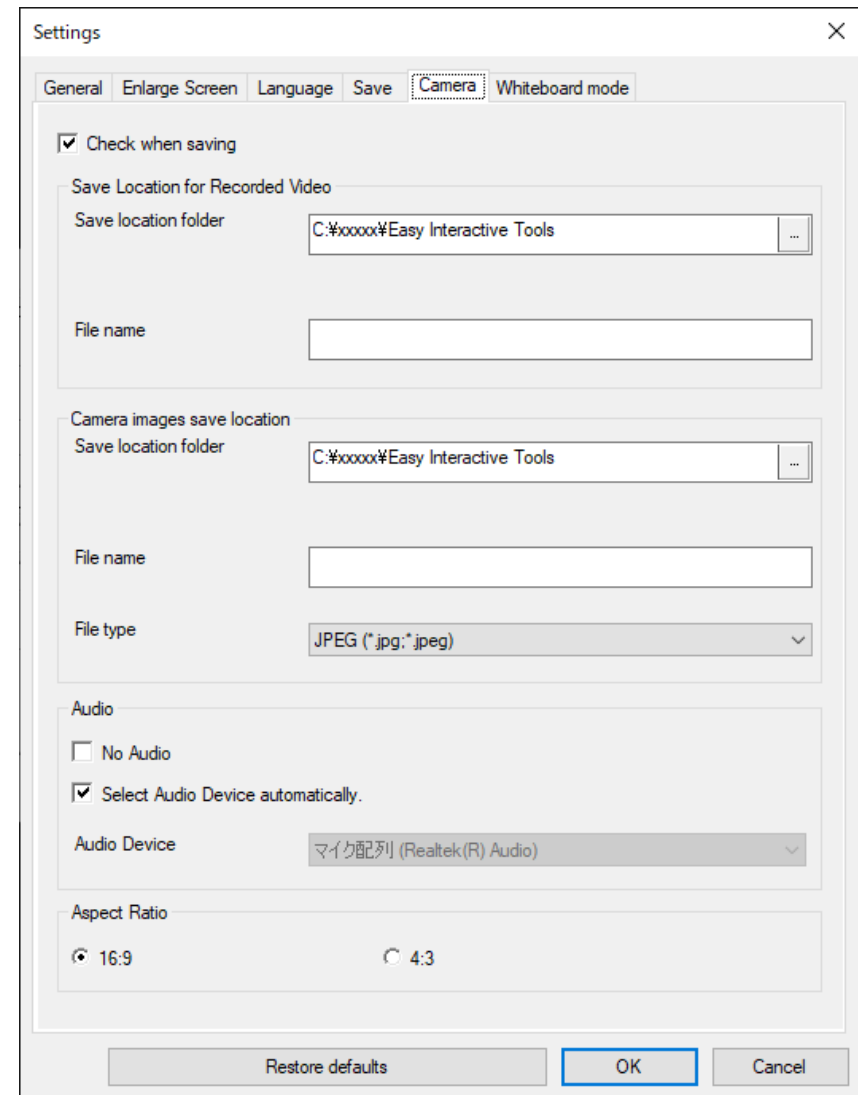 Settings
General Enlarge Screen Language Save Camera Whiteboard mode
Check when saving
Save Location for Recorded Video
Save location folder C:¥xxxxx¥Easy Interactive Tools ...
File name
Camera images save location
Save location folder C:¥xxxxx¥Easy Interactive Tools ...
File name
File type JPEG (*.jpg;*.jpeg)
Audio
No Audio
Select Audio Device automatically.
Audio Device マイク配列 (Realtek(R) Audio)
Aspect Ratio
16:9 4:3
Restore defaults OK Cancel